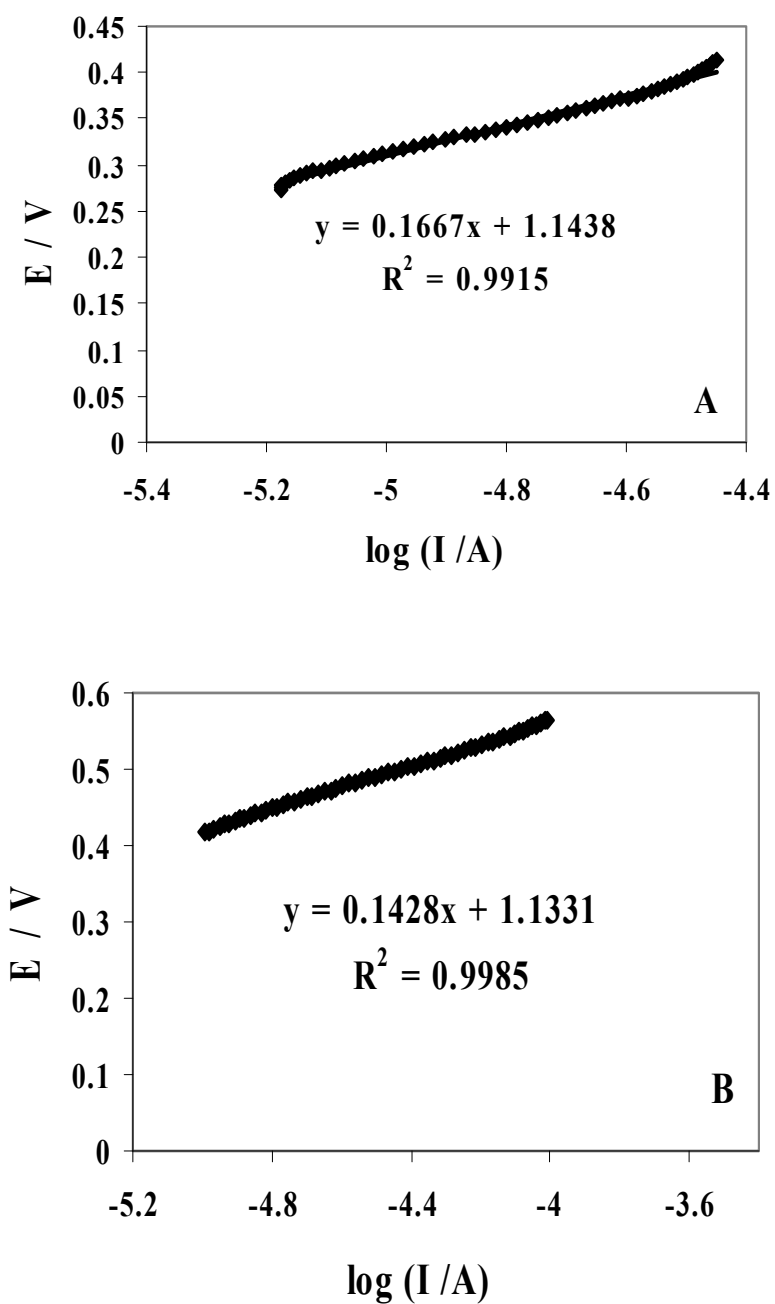 0.45
0.4
0.35
0.3
0.25
0.2
0.15
0.1
0.05
0
E / V
y = 0.1667x + 1.1438
R² = 0.9915
A
-5.4 -5.2 -5 -4.8 -4.6 -4.4
log (I /A)
0.6
0.5
0.4
0.3
0.2
0.1
0
E / V
y = 0.1428x + 1.1331
R² = 0.9985
B
-5.2 -4.8 -4.4 -4 -3.6
log (I /A)